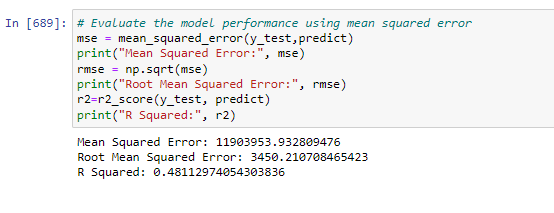 In [689]: # Evaluate the model performance using mean squared error
mse = mean_squared_error(y_test,predict)
print("Mean Squared Error:", mse)
rmse = np.sqrt(mse)
print("Root Mean Squared Error:", rmse)
r2=r2_score(y_test, predict)
print("R Squared:", r2)
Mean Squared Error: 11903953.932809476
Root Mean Squared Error: 3450.210708465423
R Squared: 0.48112974054303836